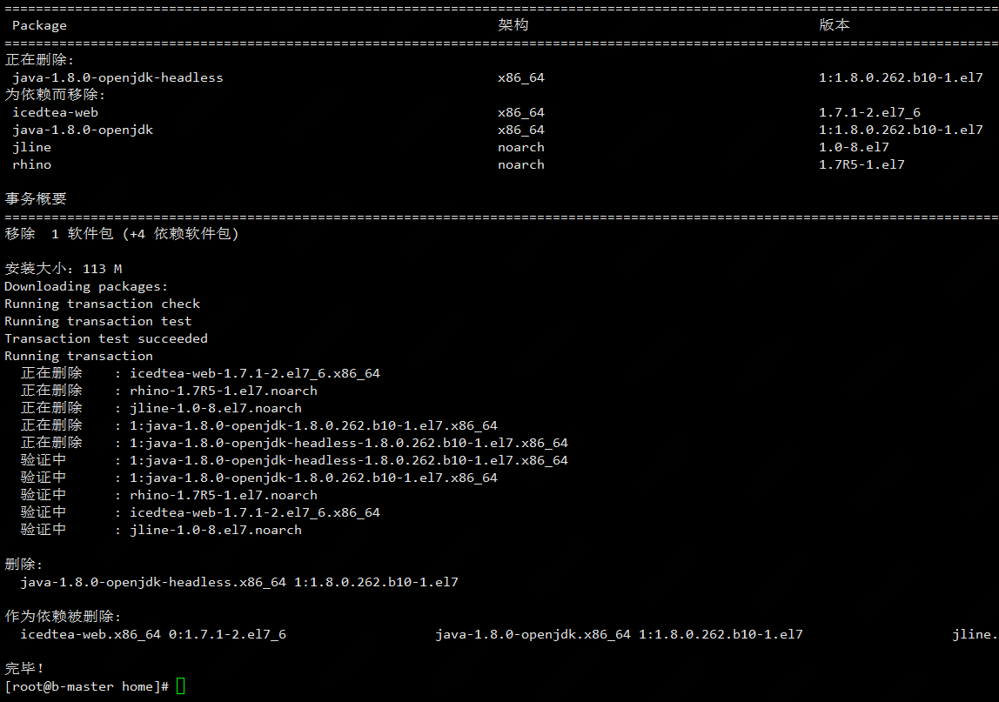 ================================================================================================================================
Package 架构 版本
================================================================================================================================
正在删除:
java-1.8.0-openjdk-headless x86_64 1:1.8.0.262.b10-1.el7
为依赖而移除:
icedtea-web x86_64 1.7.1-2.el7_6
java-1.8.0-openjdk x86_64 1:1.8.0.262.b10-1.el7
jline noarch 1.0-8.el7
rhino noarch 1.7R5-1.el7
事务概要
================================================================================================================================
移除  1 软件包 (+4 依赖软件包)
安装大小：113 M
Downloading packages:
Running transaction check
Running transaction test
Transaction test succeeded
Running transaction
正在删除    : icedtea-web-1.7.1-2.el7_6.x86_64
正在删除    : rhino-1.7R5-1.el7.noarch
正在删除    : jline-1.0-8.el7.noarch
正在删除    : 1:java-1.8.0-openjdk-1.8.0.262.b10-1.el7.x86_64
正在删除    : 1:java-1.8.0-openjdk-headless-1.8.0.262.b10-1.el7.x86_64
验证中      : 1:java-1.8.0-openjdk-headless-1.8.0.262.b10-1.el7.x86_64
验证中      : 1:java-1.8.0-openjdk-1.8.0.262.b10-1.el7.x86_64
验证中      : rhino-1.7R5-1.el7.noarch
验证中      : icedtea-web-1.7.1-2.el7_6.x86_64
验证中      : jline-1.0-8.el7.noarch
删除:
java-1.8.0-openjdk-headless.x86_64 1:1.8.0.262.b10-1.el7
作为依赖被删除:
icedtea-web.x86_64 0:1.7.1-2.el7_6 java-1.8.0-openjdk.x86_64 1:1.8.0.262.b10-1.el7 jline.
完毕！
[root@b-master home]#